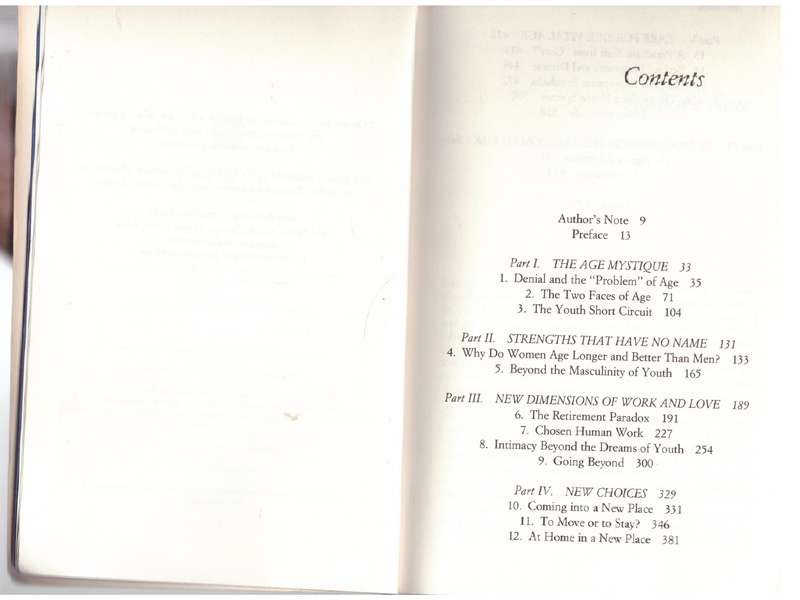 Contents
Author's Note 9
Preface 13
Part I. THE AGE MYSTIQUE 33
1. Denial and the "Problem" of Age 35
2. The Two Faces of Age 71
3. The Youth Short Circuit 104
Part II. STRENGTHS THAT HAVE NO NAME 131
4. Why Do Women Age Longer and Better Than Men? 133
5. Beyond the Masculinity of Youth 165
Part III. NEW DIMENSIONS OF WORK AND LOVE 189
6. The Retirement Paradox 191
7. Chosen Human Work 227
8. Intimacy Beyond the Dreams of Youth 254
9. Going Beyond 300
Part IV. NEW CHOICES 329
10. Coming into a New Place 331
11. To Move or to Stay? 346
12. At Home in a New Place 381